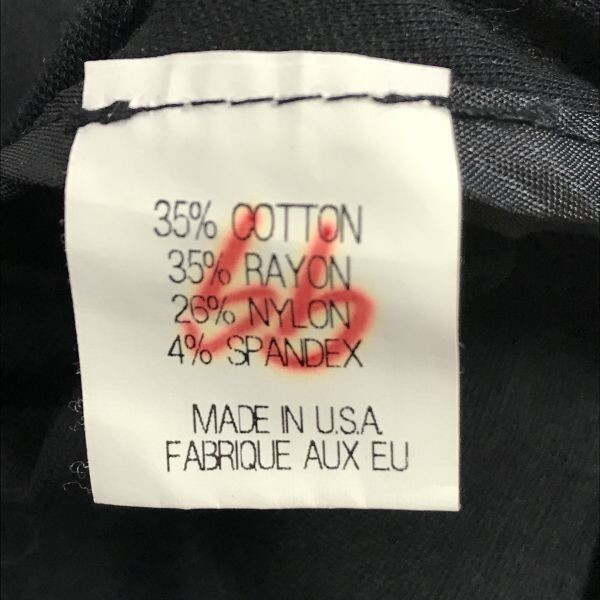 35% COTTON
35% RAYON
26% NYLON
4% SPANDEX
MADE IN U.S.A.
FABRIQUE AUX EU